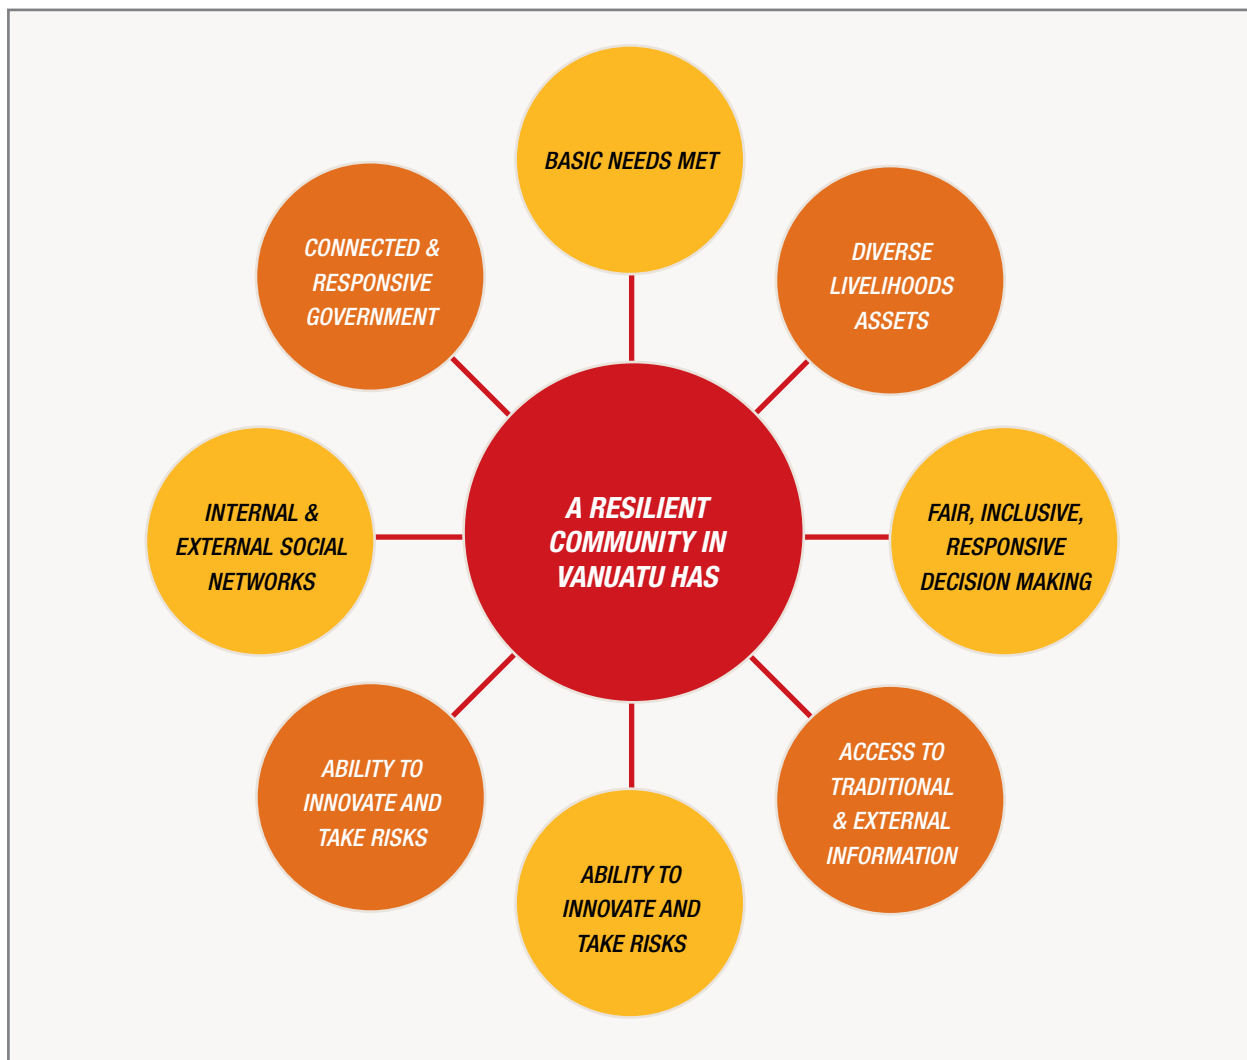 BASIC NEEDS MET
CONNECTED &
RESPONSIVE
GOVERNMENT
DIVERSE
LIVELIHOODS
ASSETS
INTERNAL &
EXTERNAL SOCIAL
NETWORKS
A RESILIENT
COMMUNITY IN
VANUATU HAS
FAIR, INCLUSIVE,
RESPONSIVE
DECISION MAKING
ABILITY TO
INNOVATE AND
TAKE RISKS
ACCESS TO
TRADITIONAL
& EXTERNAL
INFORMATION
ABILITY TO
INNOVATE AND
TAKE RISKS